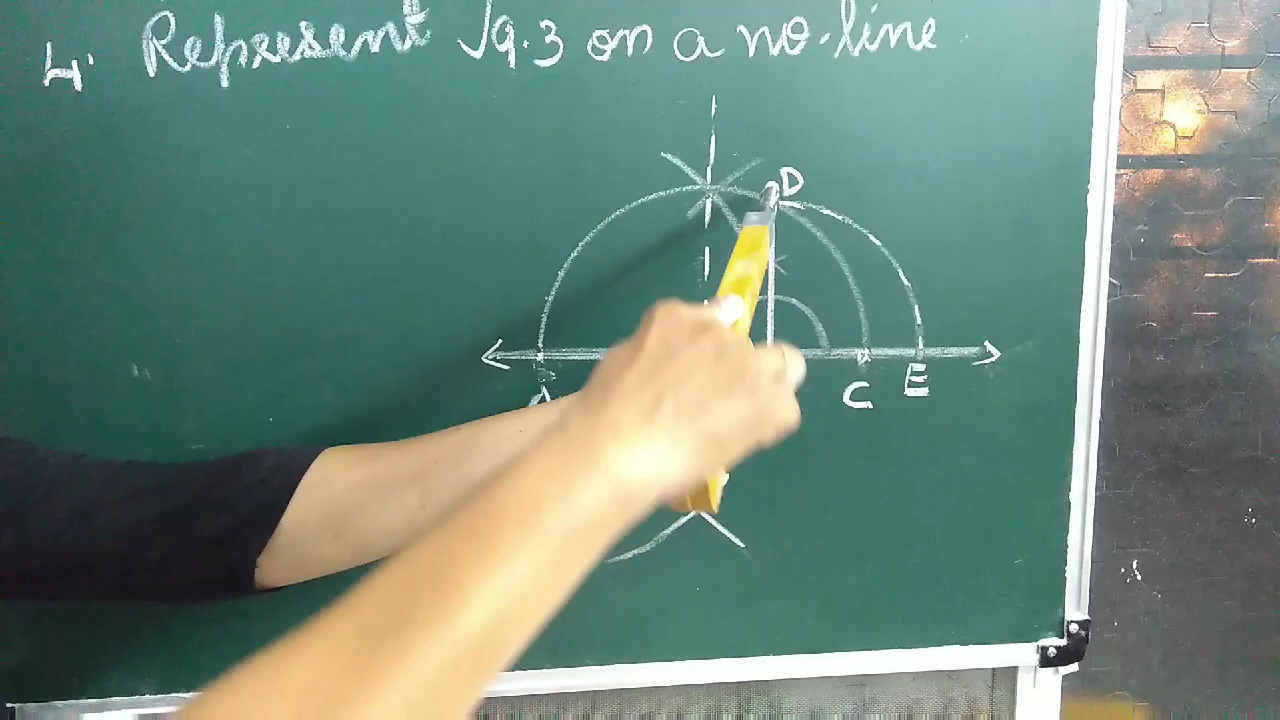 4. Represent √9.3 on a no. line
D
A
C
E